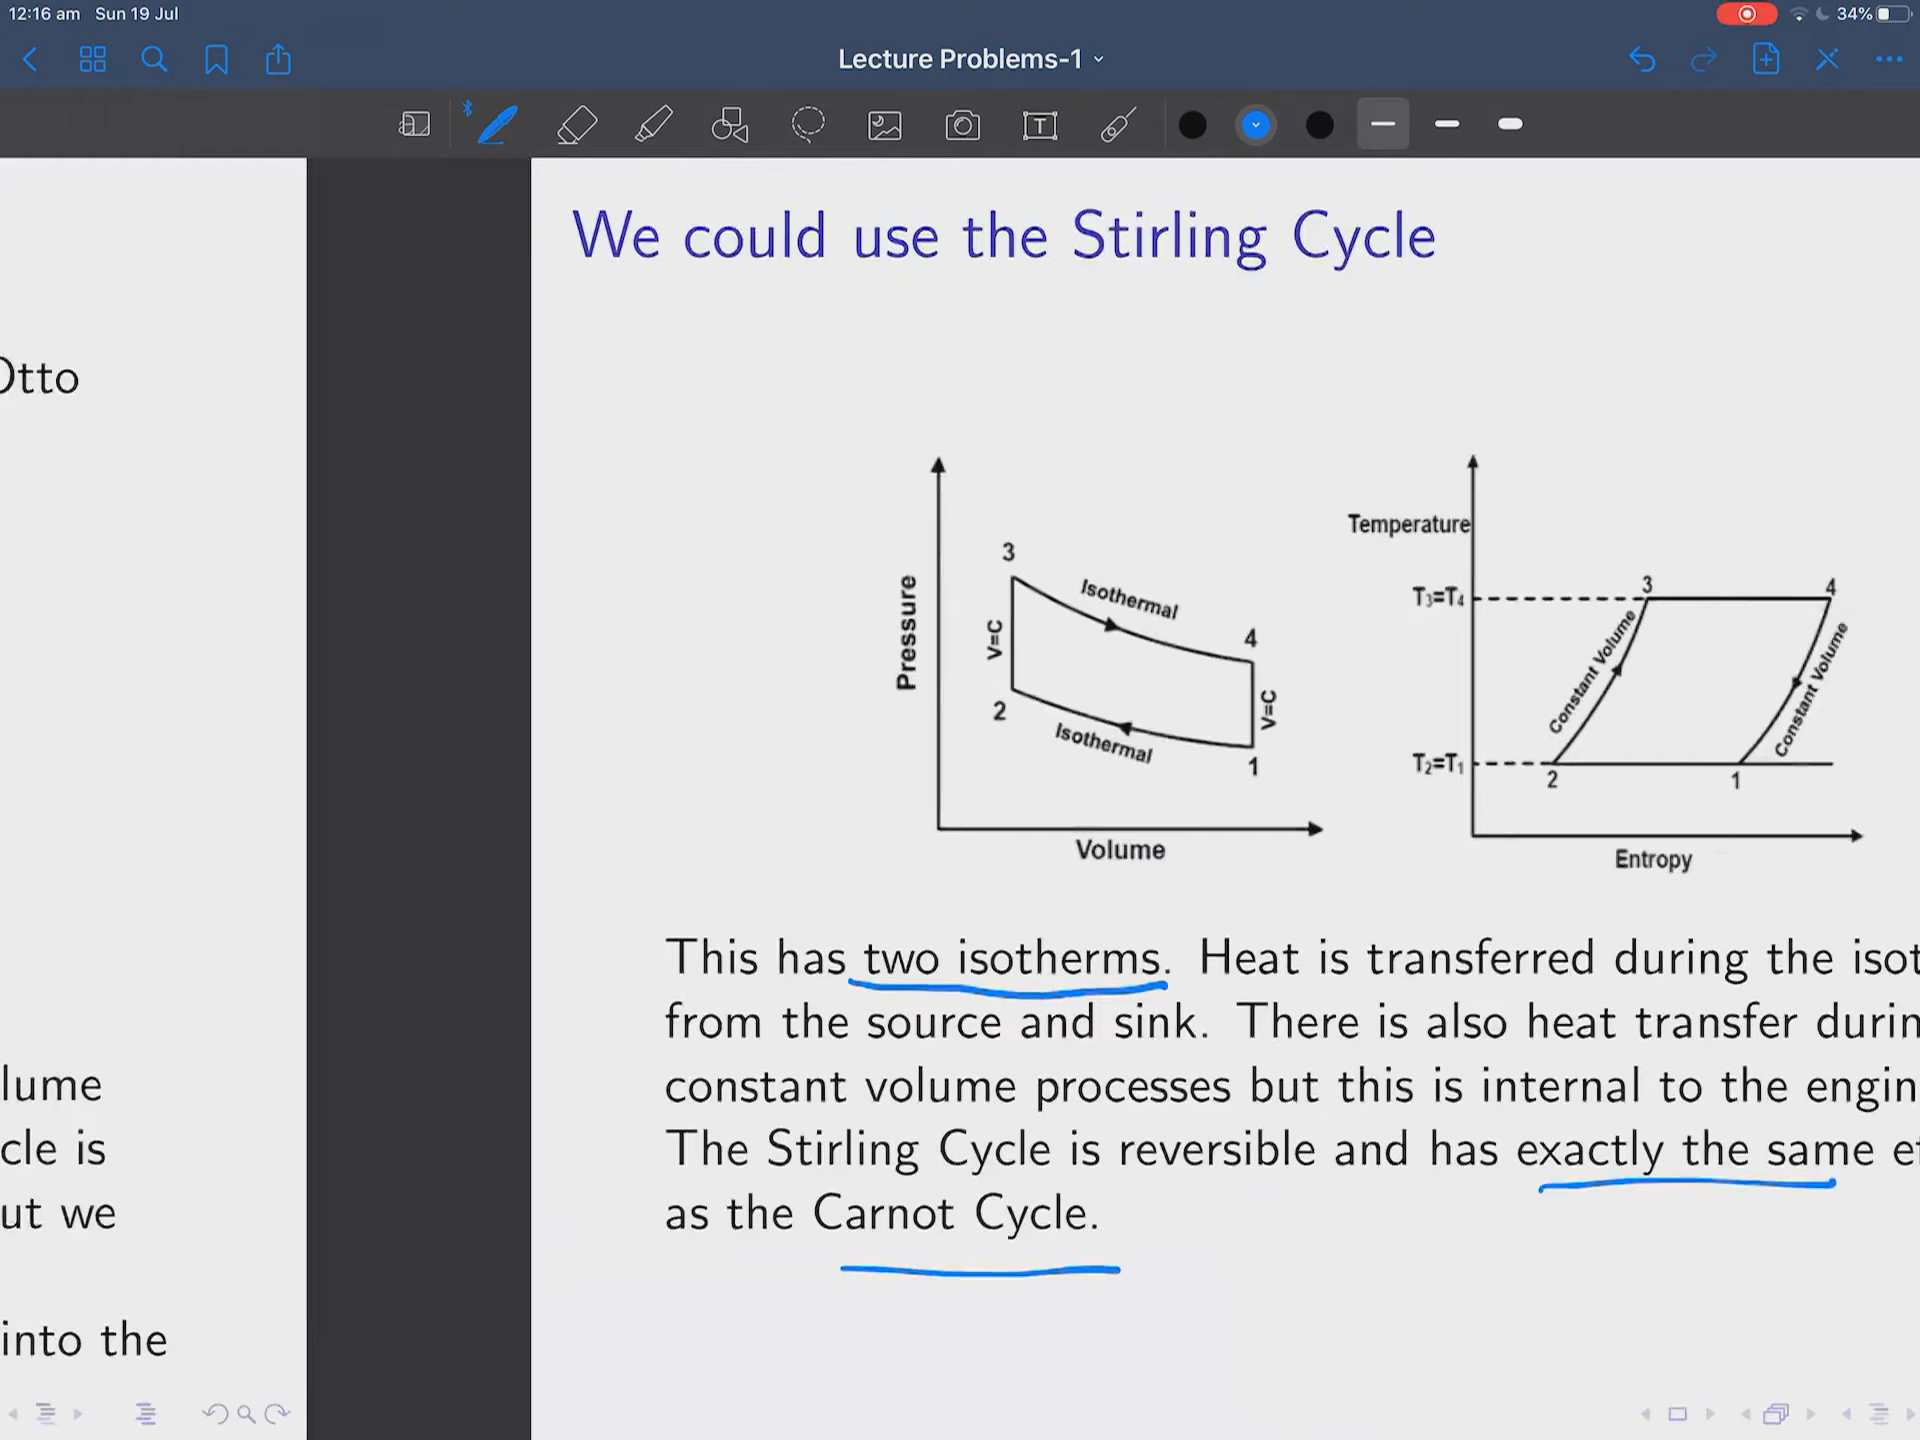 12:16 am Sun 19 Jul
34%
Lecture Problems-1
Otto
lume
cle is
ut we
into the
We could use the Stirling Cycle
Pressure
3
Isothermal
4
V=C
V=C
2
Isothermal
1
Volume
Temperature
T3=T4
3
4
Constant Volume
Constant Volume
T2=T1
2
1
Entropy
This has two isotherms. Heat is transferred during the isot
from the source and sink. There is also heat transfer durin
constant volume processes but this is internal to the engin
The Stirling Cycle is reversible and has exactly the same ef
as the Carnot Cycle.